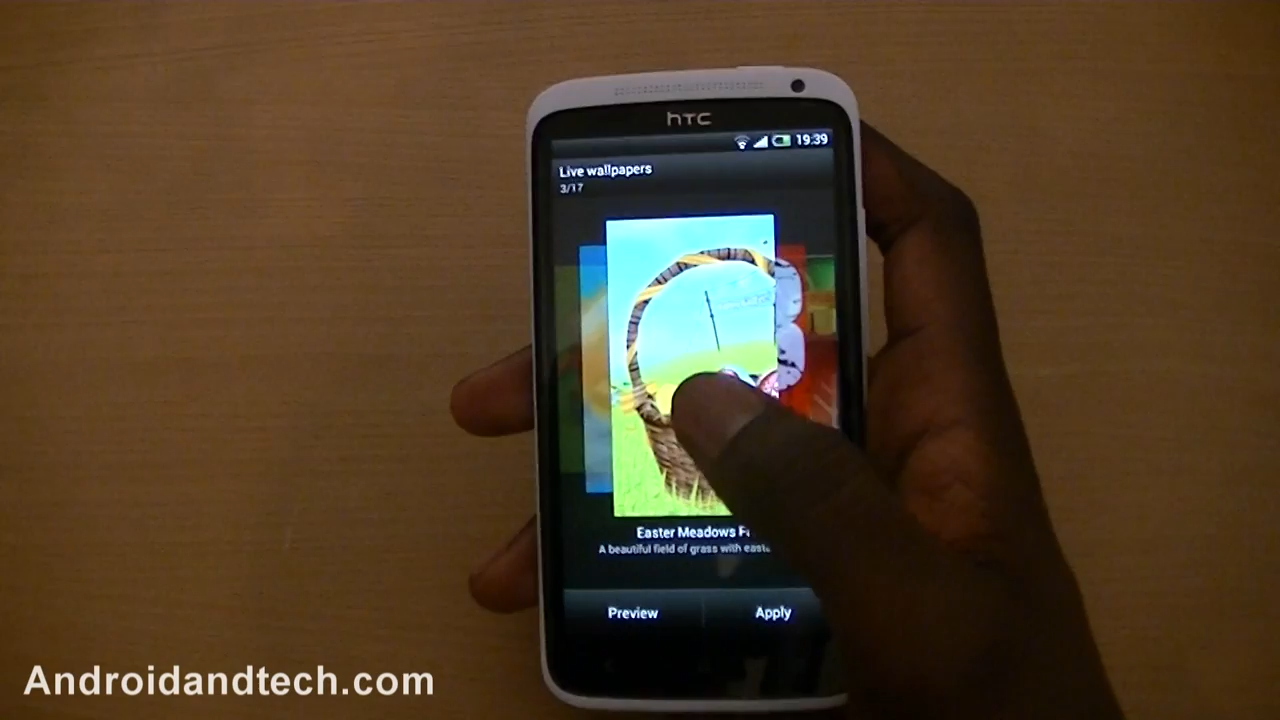 hTC
19:39
Live wallpapers
3/17
Easter Meadows
A beautiful field of grass with
Preview
Apply
Androidandtech.com